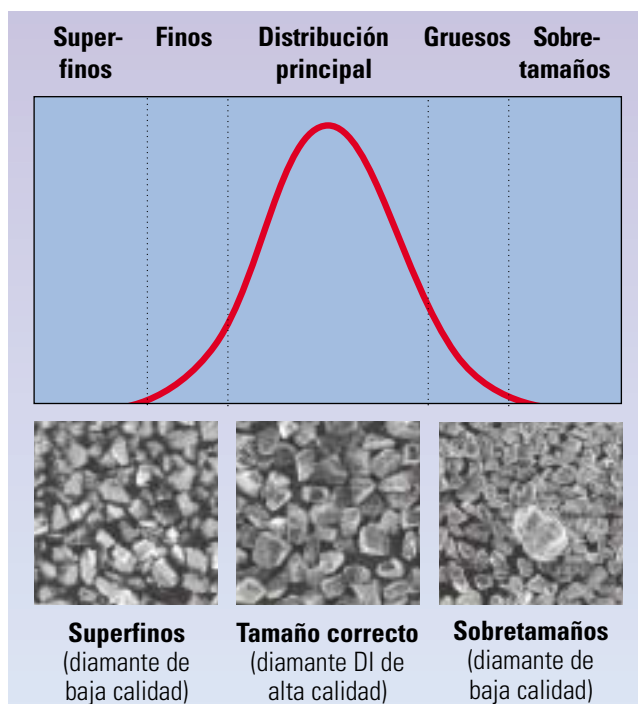 Super- Finos Distribución Gruesos Sobre-
finos principal tamaños
Superfinos Tamaño correcto Sobretamaños
(diamante de (diamante DI de (diamante de
baja calidad) alta calidad) baja calidad)